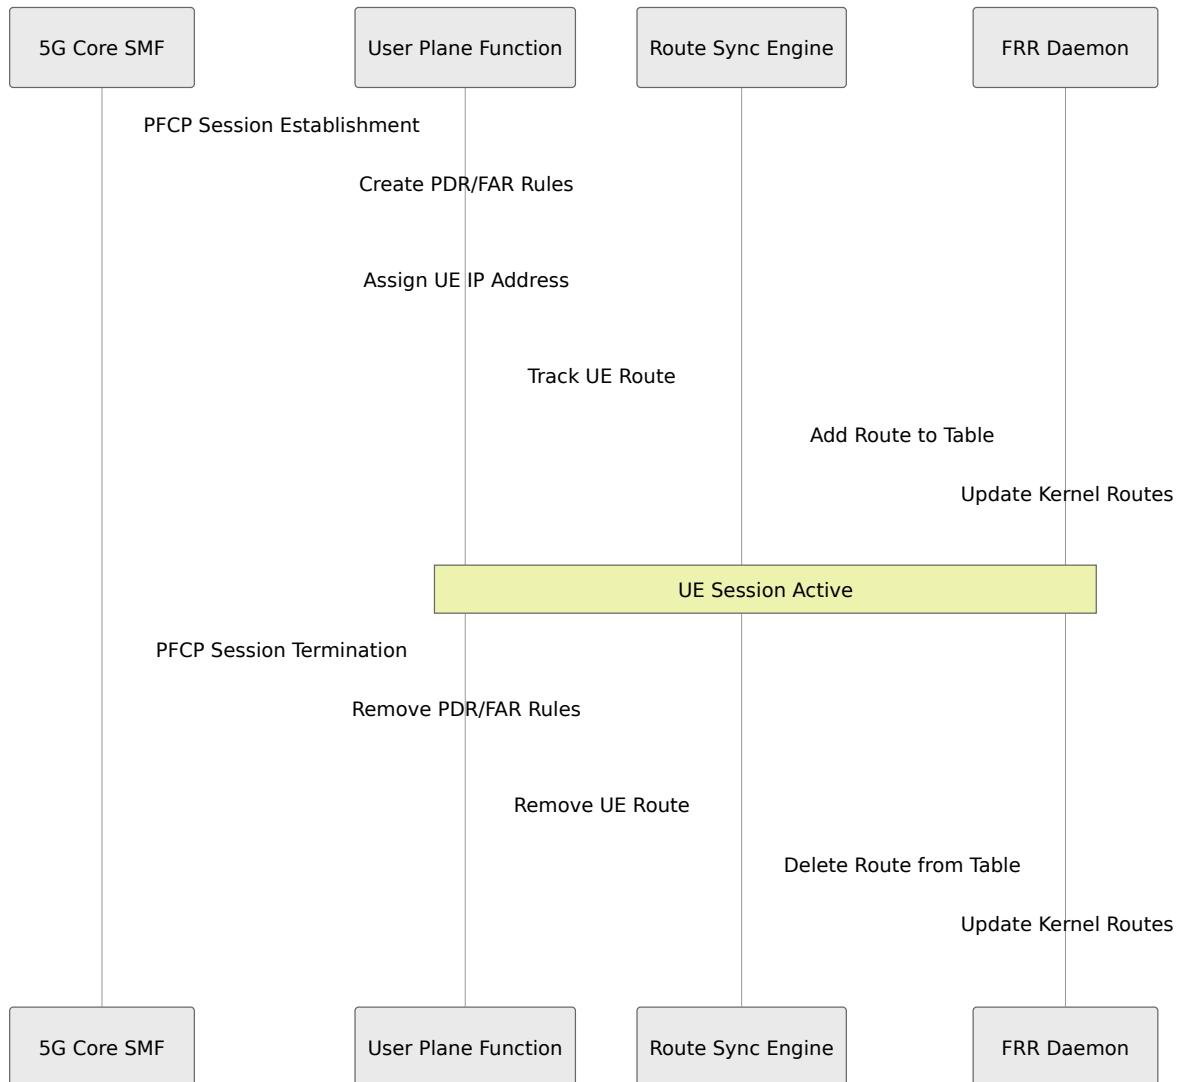 5G Core SMF
User Plane Function
Route Sync Engine
FRR Daemon
PFCP Session Establishment
Create PDR/FAR Rules
Assign UE IP Address
Track UE Route
Add Route to Table
Update Kernel Routes
UE Session Active
PFCP Session Termination
Remove PDR/FAR Rules
Remove UE Route
Delete Route from Table
Update Kernel Routes
5G Core SMF
User Plane Function
Route Sync Engine
FRR Daemon